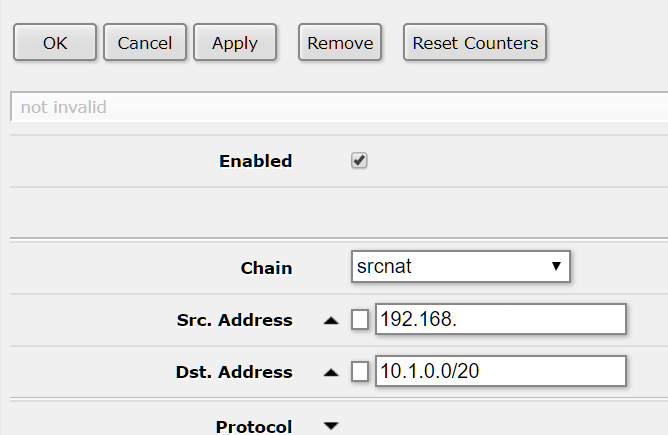 OK Cancel Apply Remove Reset Counters
not invalid
Enabled
Chain srcnat
Src. Address 192.168.
Dst. Address 10.1.0.0/20
Protocol